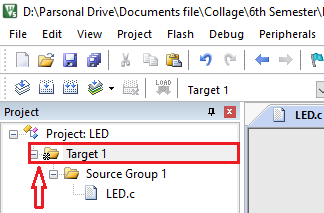 D:\Parsonal Drive\Documents file\Collage\6th Semester\
File Edit View Project Flash Debug Peripherals
LOAD Target 1
Project
LED.c
Project: LED
Target 1
Source Group 1
LED.c